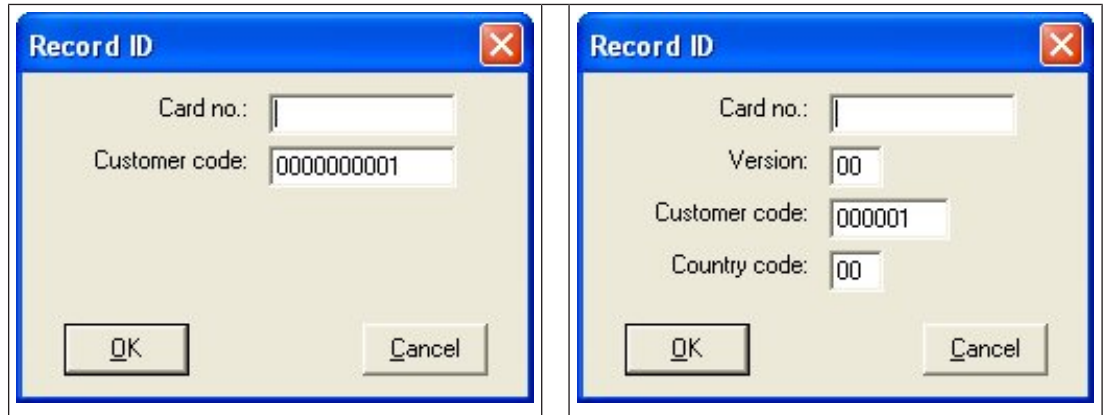 Record ID
Card no.:
Customer code: 0000000001
OK Cancel
Record ID
Card no.:
Version: 00
Customer code: 000001
Country code: 00
OK Cancel